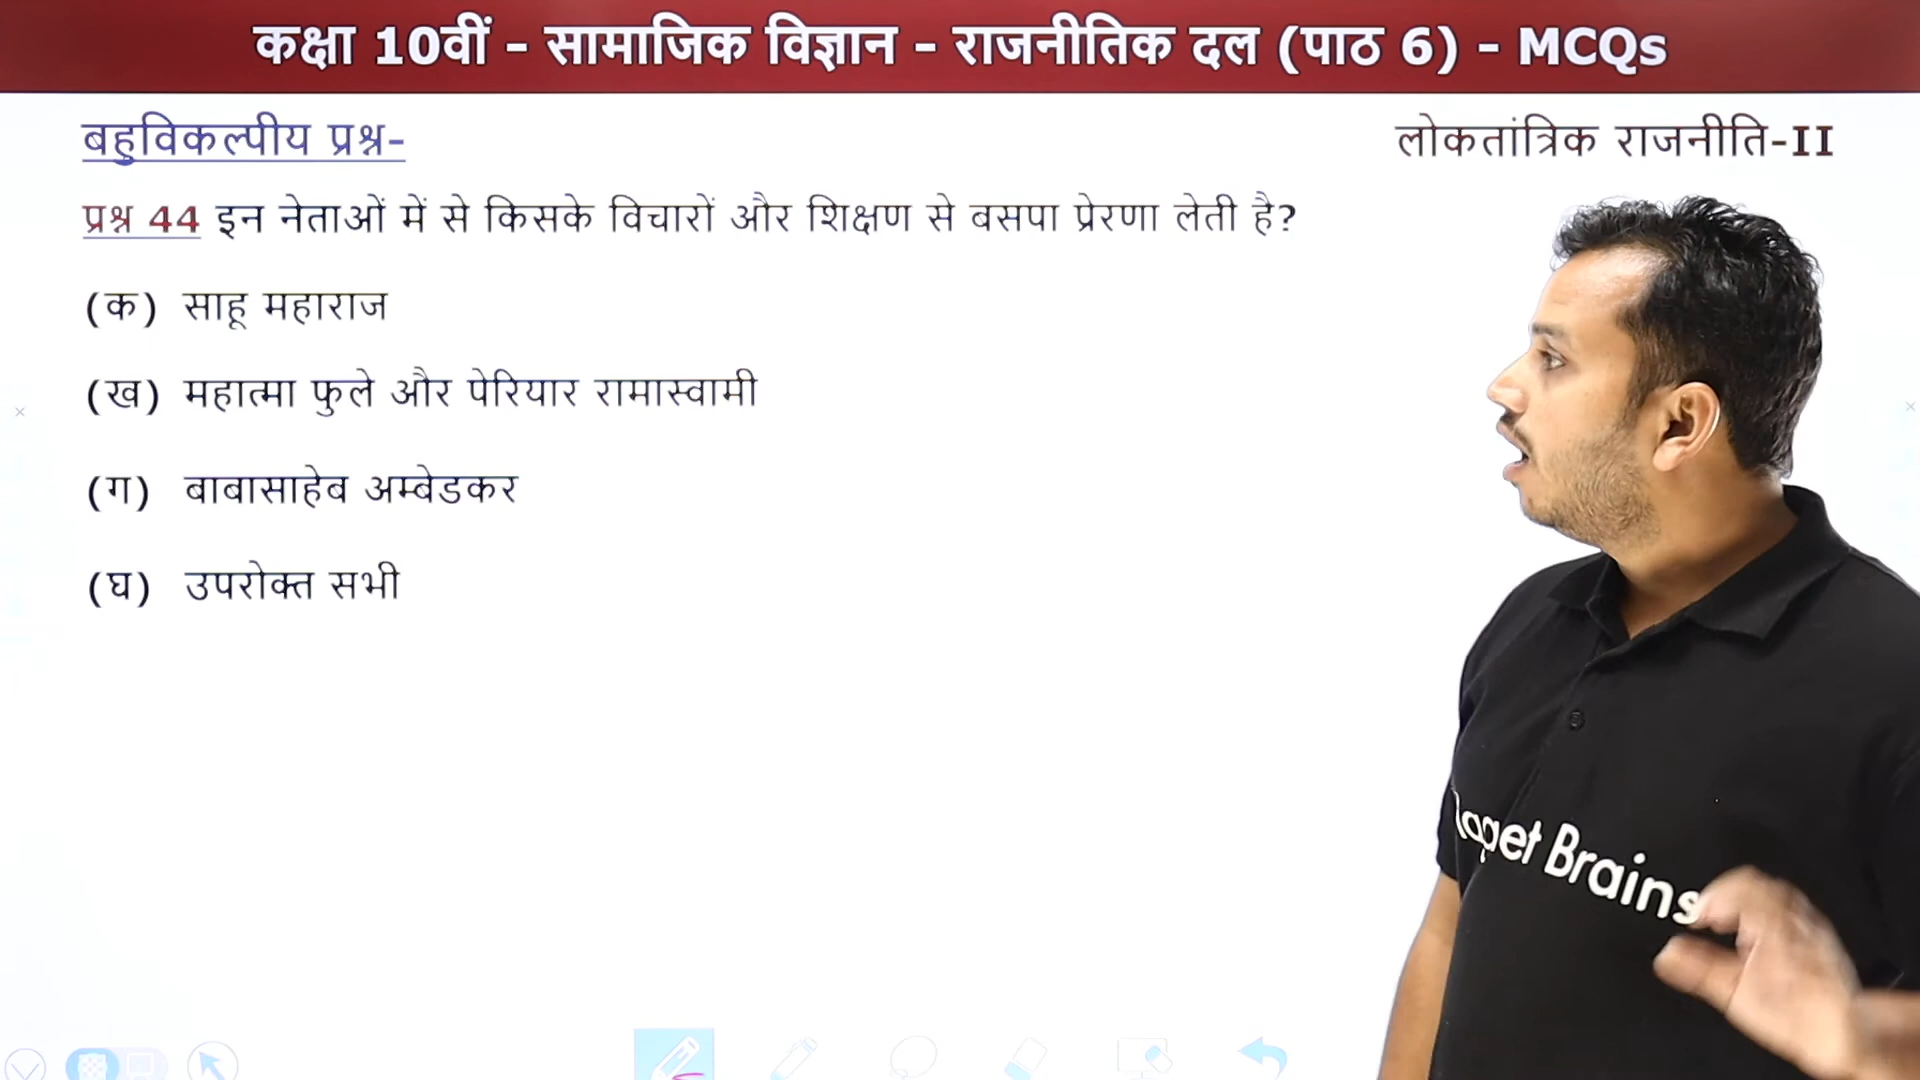 कक्षा 10वीं - सामाजिक विज्ञान - राजनीतिक दल (पाठ 6) - MCQs
बहुविकल्पीय प्रश्न-
लोकतांत्रिक राजनीति-II
प्रश्न 44 इन नेताओं में से किसके विचारों और शिक्षण से बसपा प्रेरणा लेती है?
(क) साहू महाराज
(ख) महात्मा फुले और पेरियार रामास्वामी
(ग) बाबासाहेब अम्बेडकर
(घ) उपरोक्त सभी
Brains